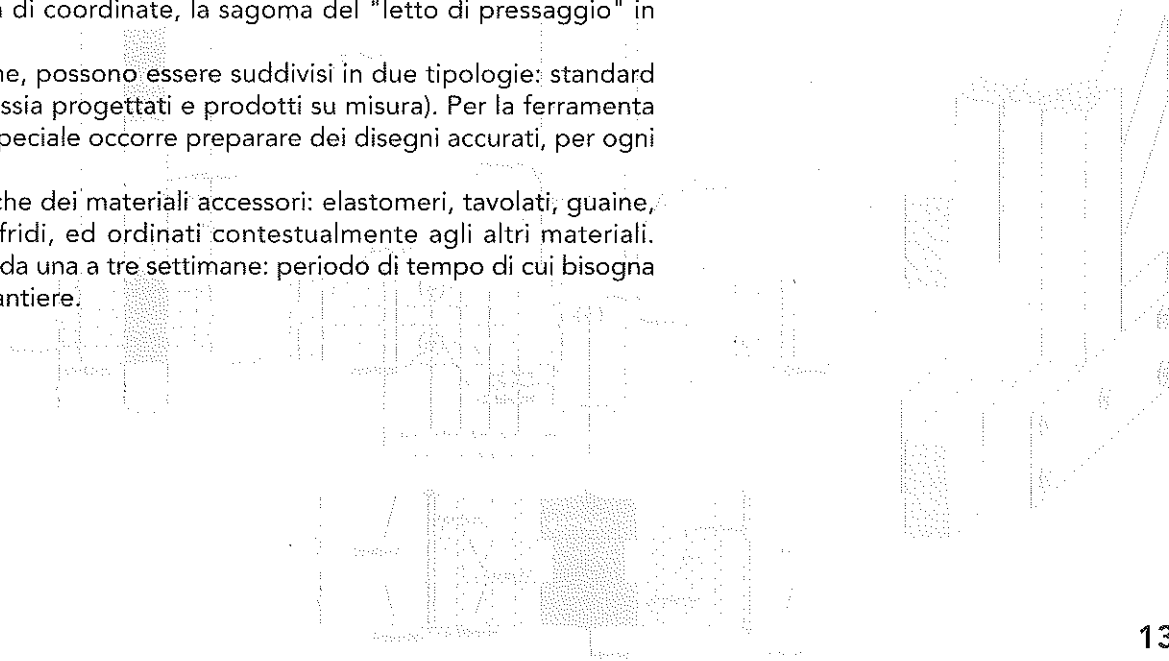 di coordinate, la sagoma del "letto di pressaggio" in
ne, possono essere suddivisi in due tipologie: standard
ssia progettati e prodotti su misura). Per la ferramenta
peciale occorre preparare dei disegni accurati, per ogni
che dei materiali accessori: elastomeri, tavolati, guaine,
fridi, ed ordinati contestualmente agli altri materiali.
da una a tre settimane: periodo di tempo di cui bisogna
antiere.
13